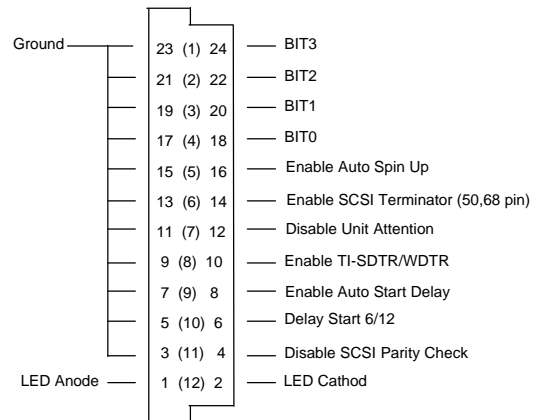 Ground 23 (1) 24 BIT3
21 (2) 22 BIT2
19 (3) 20 BIT1
17 (4) 18 BIT0
15 (5) 16 Enable Auto Spin Up
13 (6) 14 Enable SCSI Terminator (50,68 pin)
11 (7) 12 Disable Unit Attention
9 (8) 10 Enable TI-SDTR/WDTR
7 (9) 8 Enable Auto Start Delay
5 (10) 6 Delay Start 6/12
3 (11) 4 Disable SCSI Parity Check
LED Anode 1 (12) 2 LED Cathod